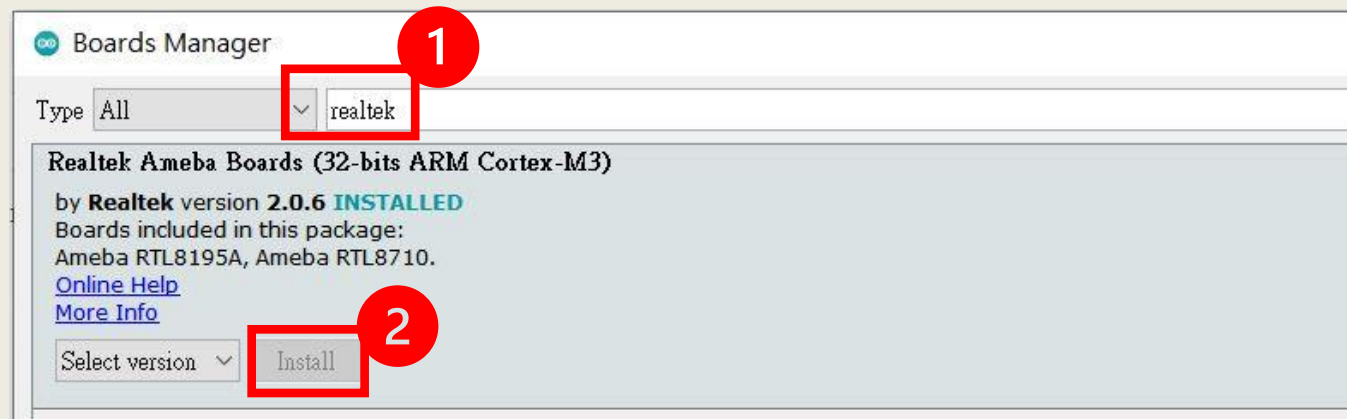 Boards Manager
1
Type All realtek
Realtek Ameba Boards (32-bits ARM Cortex-M3)
by Realtek version 2.0.6 INSTALLED
Boards included in this package:
Ameba RTL8195A, Ameba RTL8710.
Online Help
More Info
2
Select version Install